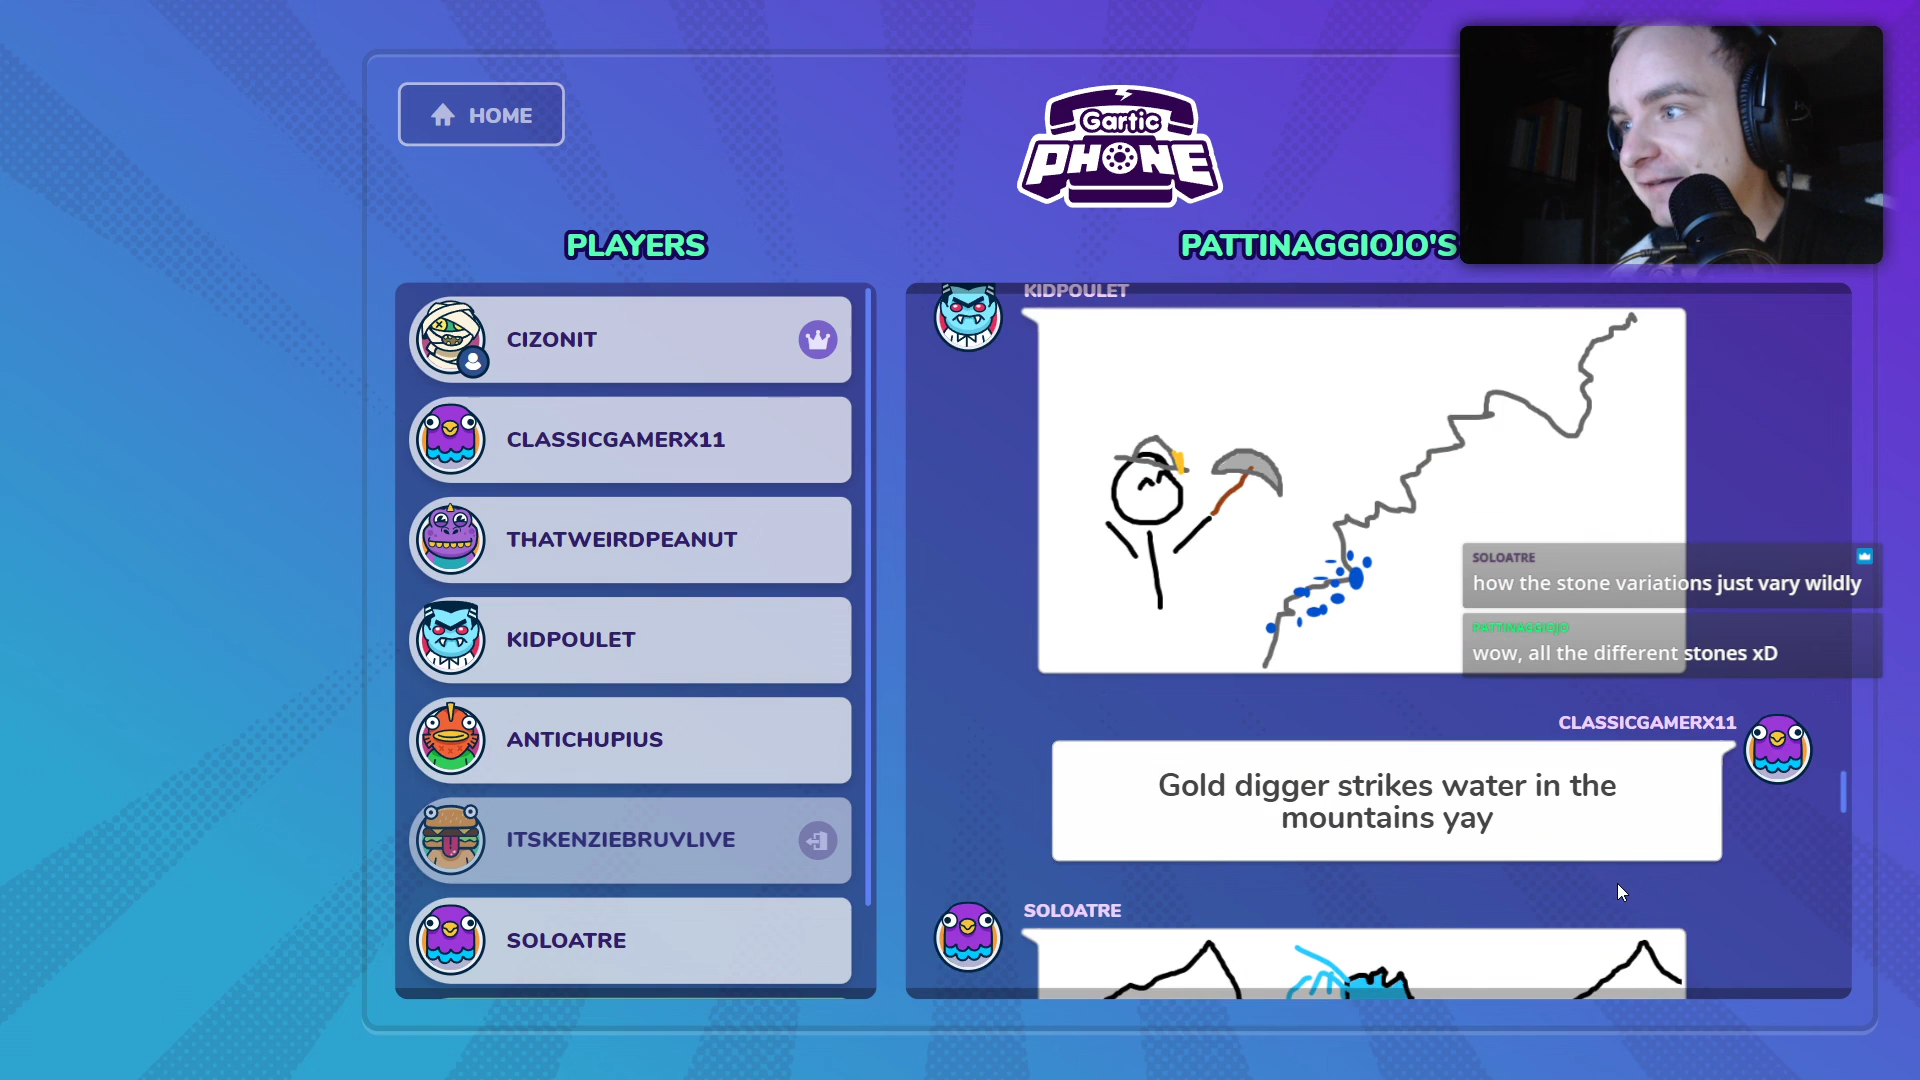 HOME
Gartic
PHONE
PLAYERS
PATTINAGGIOJO'S
CIZONIT
CLASSICGAMERX11
THATWEIRDPEANUT
KIDPOULET
ANTICHUPIUS
ITSKENZIEBRUVLIVE
SOLOATRE
KIDPOULET
SOLOATRE
how the stone variations just vary wildly
PATTINAGGIOJO
wow, all the different stones xD
CLASSICGAMERX11
Gold digger strikes water in the
mountains yay
SOLOATRE